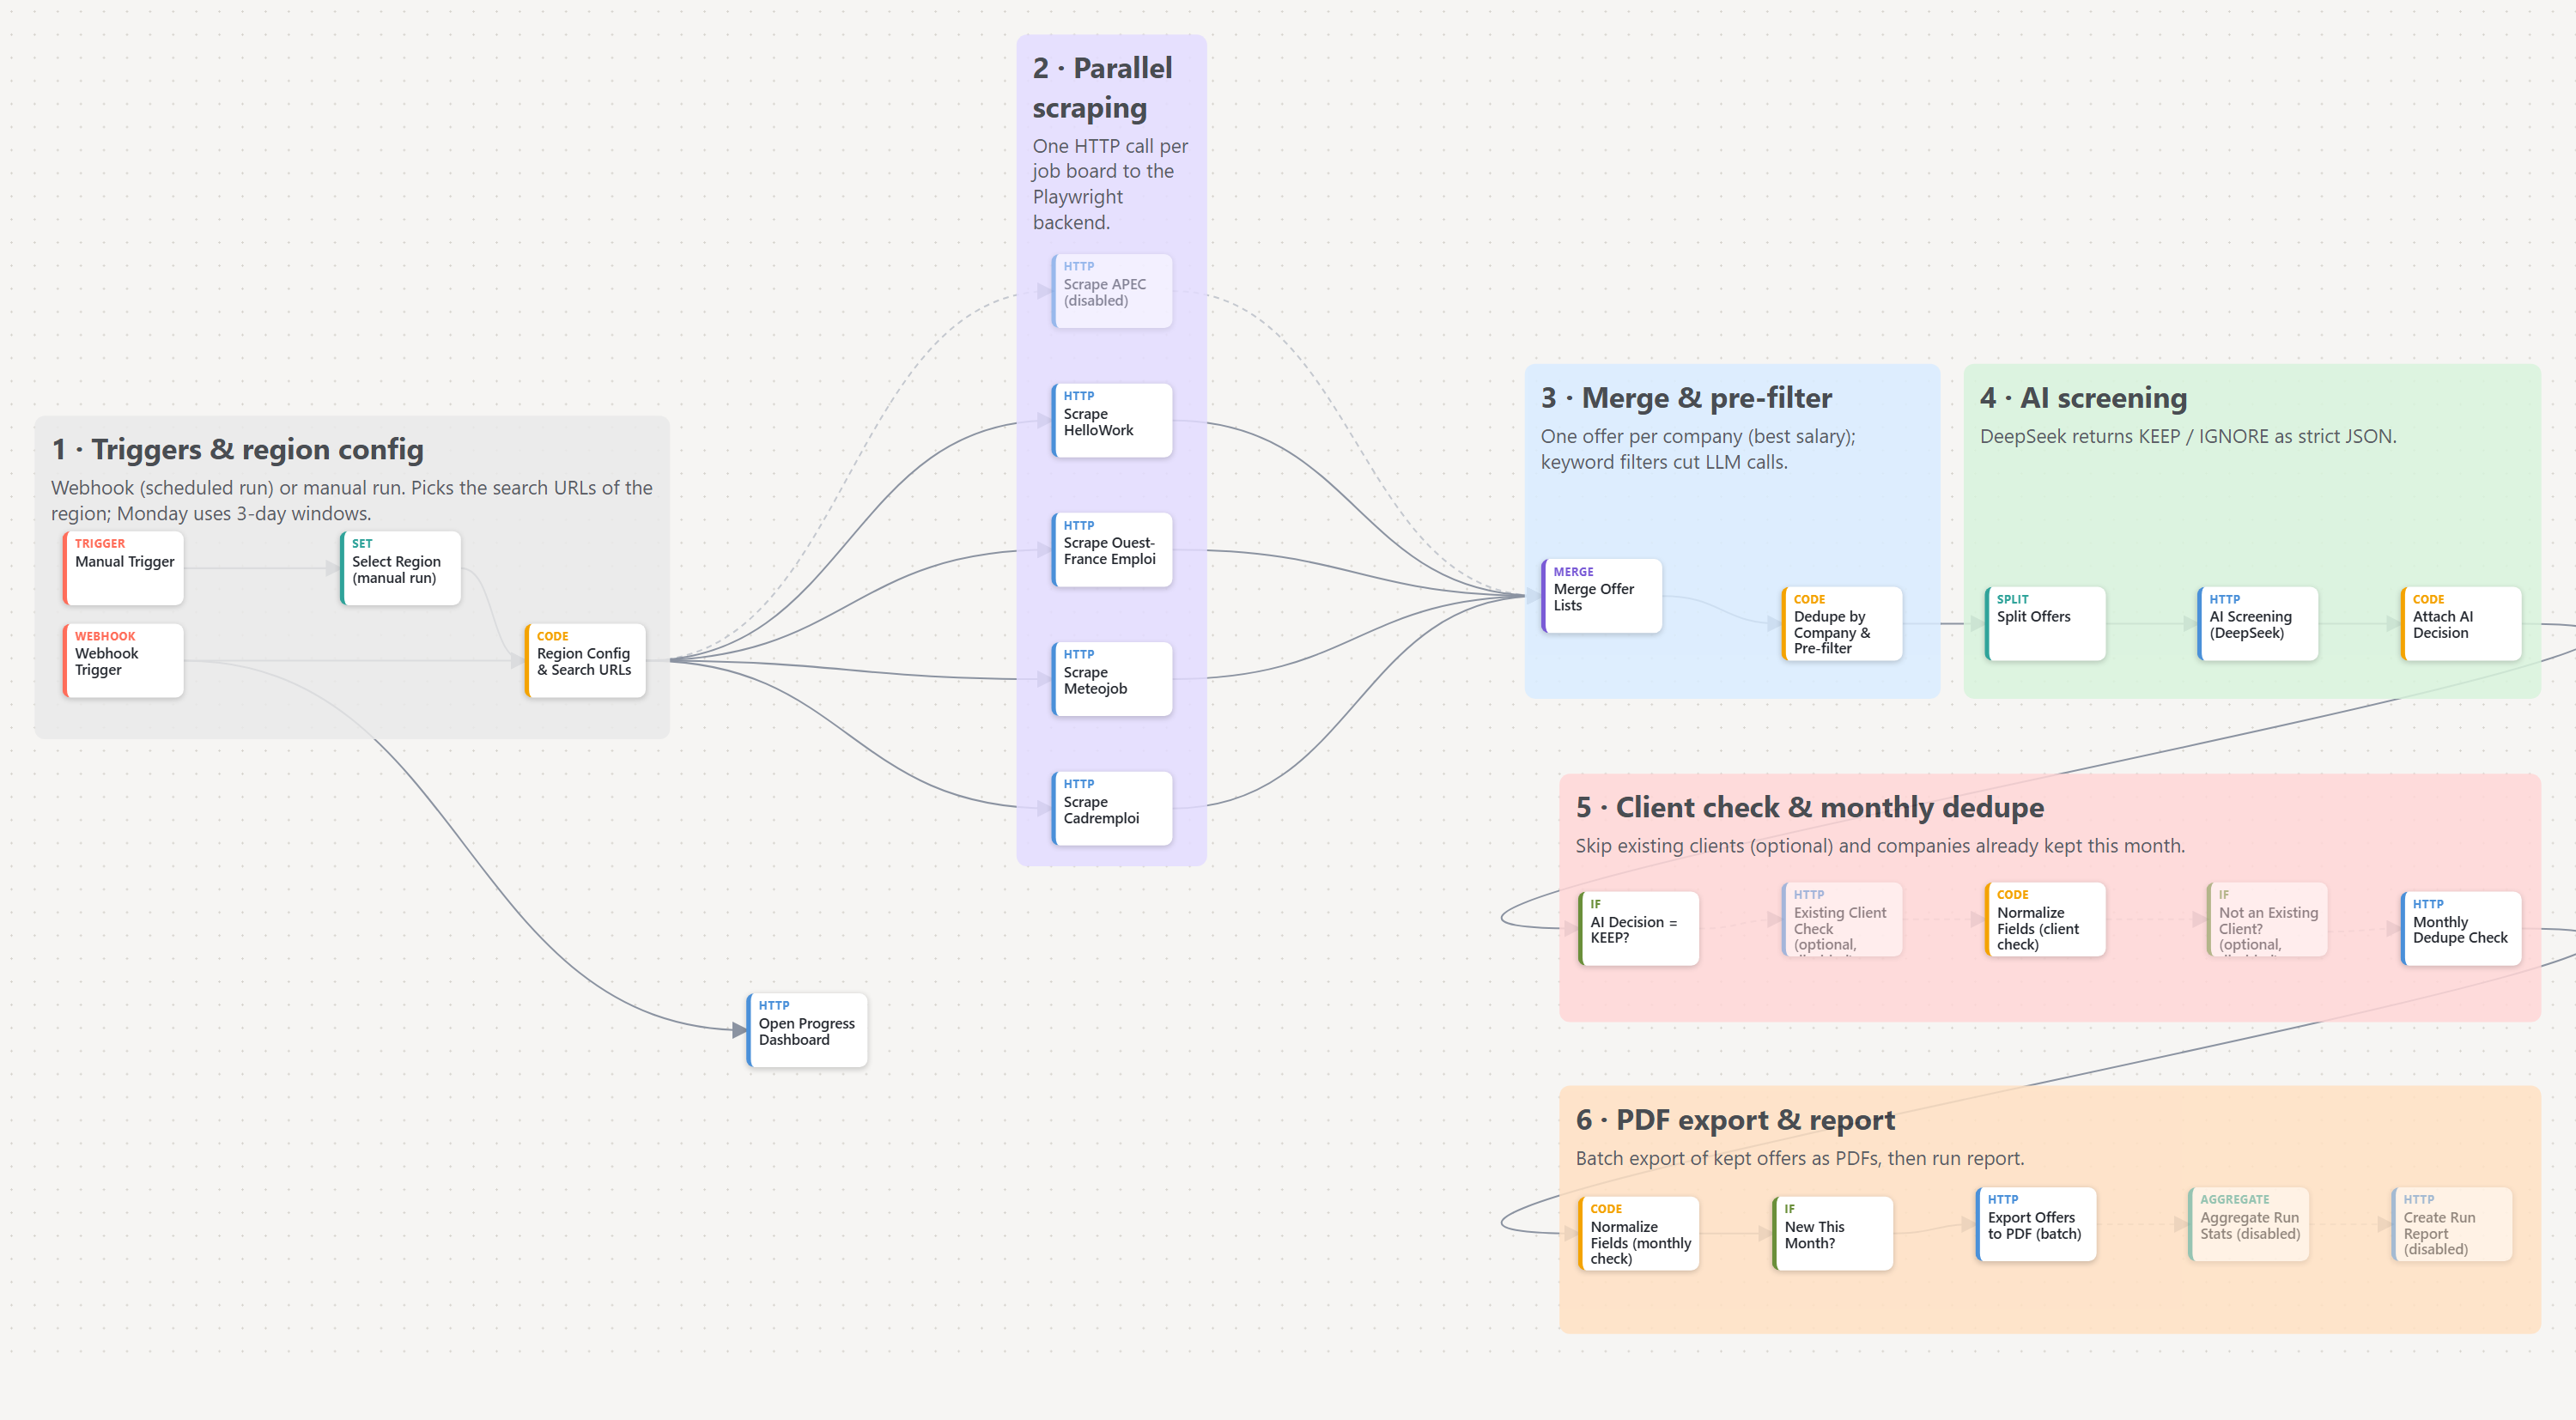 1 · Triggers & region config
Webhook (scheduled run) or manual run. Picks the search URLs of the
region; Monday uses 3-day windows.
TRIGGER
Manual Trigger
SET
Select Region
(manual run)
WEBHOOK
Webhook
Trigger
CODE
Region Config
& Search URLs
HTTP
Open Progress
Dashboard
2 · Parallel
scraping
One HTTP call per
job board to the
Playwright
backend.
HTTP
Scrape APEC
(disabled)
HTTP
Scrape
HelloWork
HTTP
Scrape Ouest-
France Emploi
HTTP
Scrape
Meteojob
HTTP
Scrape
Cadremploi
3 · Merge & pre-filter
One offer per company (best salary);
keyword filters cut LLM calls.
MERGE
Merge Offer
Lists
CODE
Dedupe by
Company &
Pre-filter
4 · AI screening
DeepSeek returns KEEP / IGNORE as strict JSON.
SPLIT
Split Offers
HTTP
AI Screening
(DeepSeek)
CODE
Attach AI
Decision
5 · Client check & monthly dedupe
Skip existing clients (optional) and companies already kept this month.
IF
AI Decision =
KEEP?
HTTP
Existing Client
Check
(optional,
CODE
Normalize
Fields (client
check)
IF
Not an Existing
Client?
(optional,
HTTP
Monthly
Dedupe Check
6 · PDF export & report
Batch export of kept offers as PDFs, then run report.
CODE
Normalize
Fields (monthly
check)
IF
New This
Month?
HTTP
Export Offers
to PDF (batch)
AGGREGATE
Aggregate Run
Stats (disabled)
HTTP
Create Run
Report
(disabled)